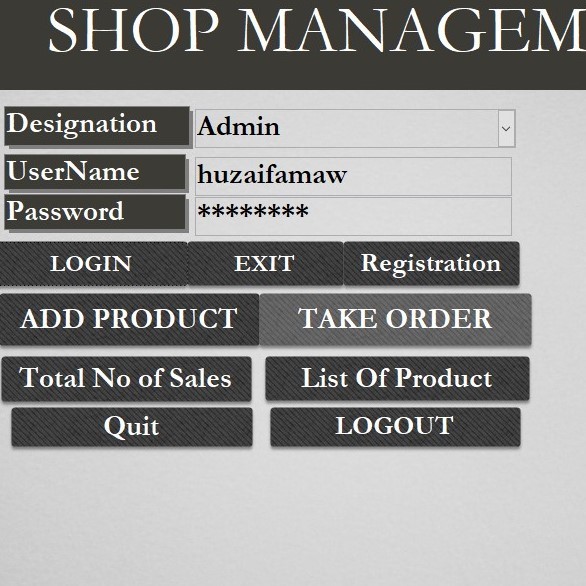 SHOP MANAGEM
Designation Admin
UserName huzaifamaw
Password ********
LOGIN EXIT Registration
ADD PRODUCT TAKE ORDER
Total No of Sales List Of Product
Quit LOGOUT